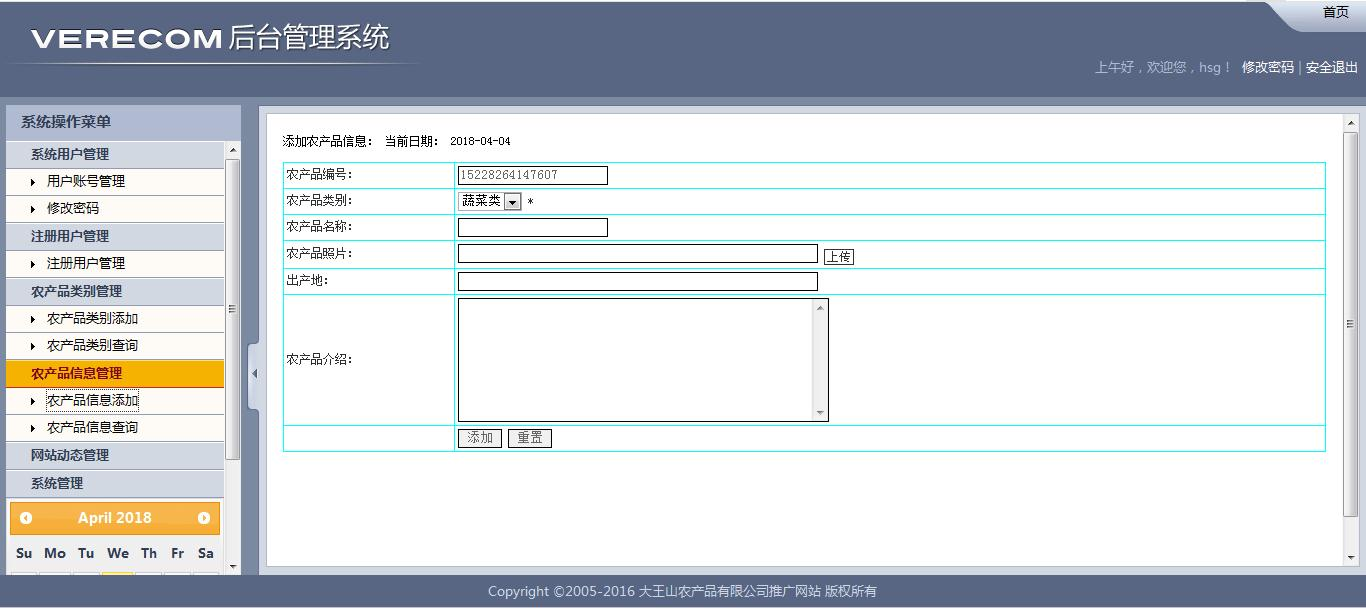 首页
VERECOM 后台管理系统
上午好，欢迎您，hsg！ 修改密码 | 安全退出
系统操作菜单
系统用户管理
用户账号管理
修改密码
注册用户管理
注册用户管理
农产品类别管理
农产品类别添加
农产品类别查询
农产品信息管理
农产品信息添加
农产品信息查询
网站动态管理
系统管理
April 2018
Su Mo Tu We Th Fr Sa
添加农产品信息： 当前日期： 2018-04-04
农产品编号： 15228264147607
农产品类别： 蔬菜类 *
农产品名称：
农产品照片： 上传
出产地：
农产品介绍：
添加 重置
Copyright ©2005-2016 大王山农产品有限公司推广网站 版权所有